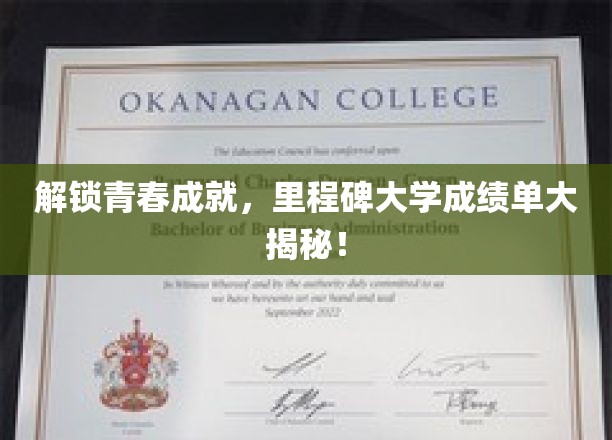 OKANAGAN COLLEGE
The Education Council has conferred upon
解锁青春成就，里程碑大学成绩单大
揭秘！
Bachelor of Business Administration
In Witness Whereof and by the authority duly committed to us
we have hereunto set our hand and seal
September 2022